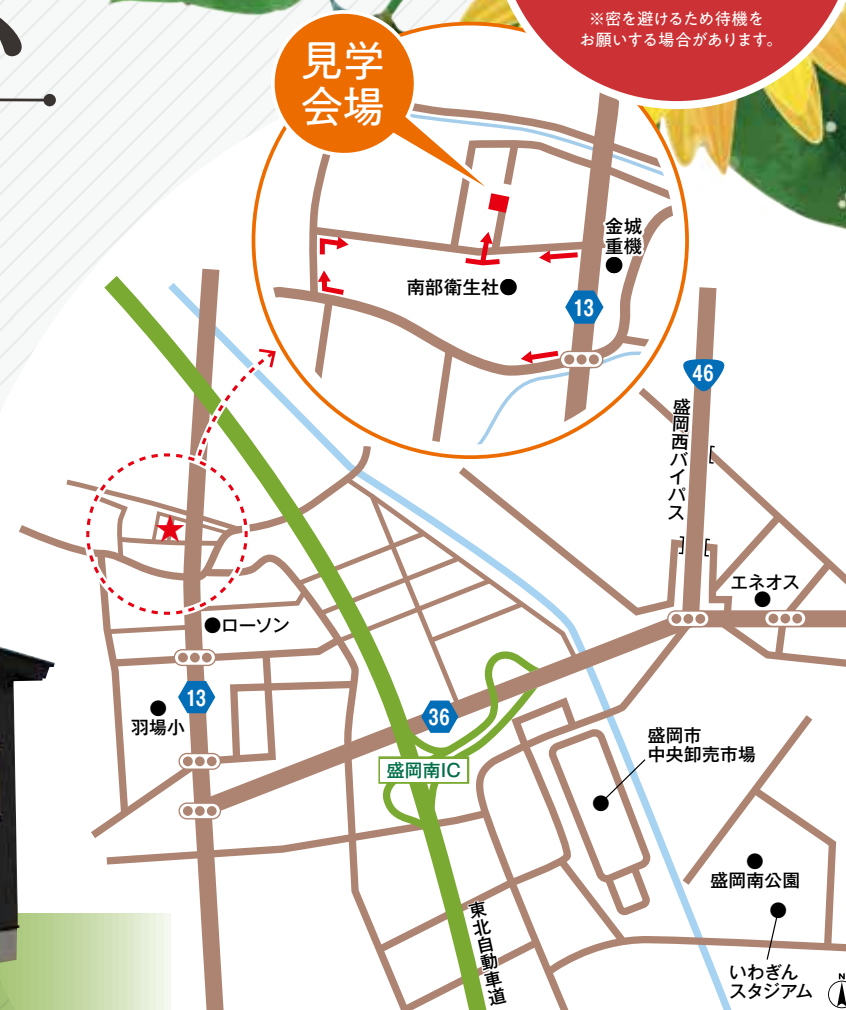 ※密を避けるため待機を
お願いする場合があります。
見学
会場
金城
重機
南部衛生社
13
46
盛岡西バイパス
エネオス
ローソン
13
羽場小
36
盛岡南IC
盛岡市
中央卸売市場
盛岡南公園
東北自動車道
いわぎん
スタジアム
N